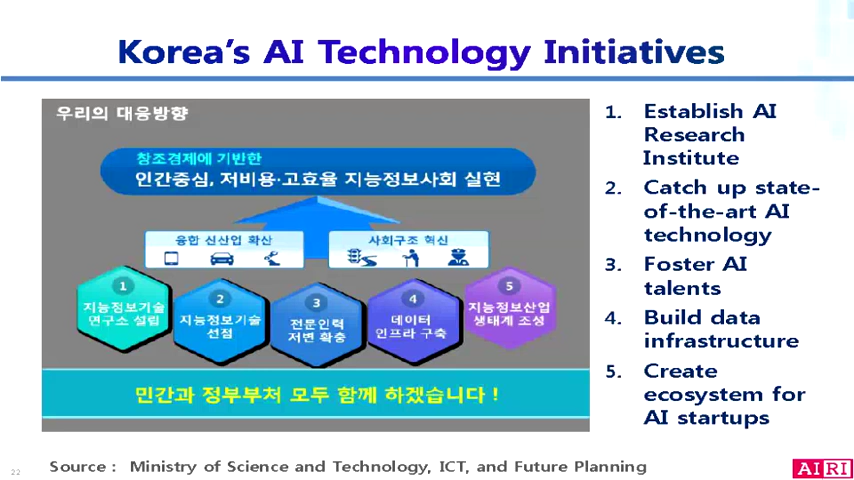 Korea's AI Technology Initiatives
우리의 대응방향
창조경제에 기반한
인간중심, 저비용·고효율 지능정보사회 실현
융합 신산업 확산
사회구조 혁신
1
지능정보기술
연구소 설립
2
지능정보기술
선점
3
전문인력
저변 확충
4
데이터
인프라 구축
5
지능정보산업
생태계 조성
민간과 정부부처 모두 함께 하겠습니다 !
1. Establish AI
Research
Institute
2. Catch up state-
of-the-art AI
technology
3. Foster AI
talents
4. Build data
infrastructure
5. Create
ecosystem for
AI startups
22
Source : Ministry of Science and Technology, ICT, and Future Planning
AIRI